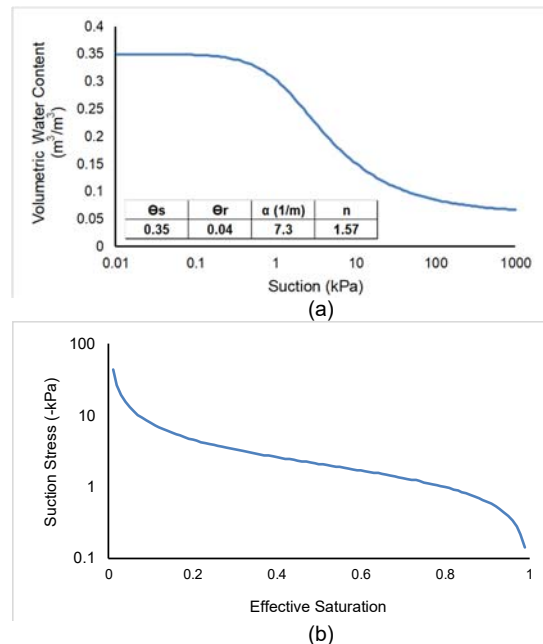 0.4
0.35
0.3
0.25
0.2
0.15
0.1
0.05
0
Volumetric Water Content
(m³/m³)
ϴs ϴr α (1/m) n
0.35 0.04 7.3 1.57
0.01 0.1 1 10 100 1000
Suction (kPa)
(a)
100
10
1
0.1
Suction Stress (-kPa)
0 0.2 0.4 0.6 0.8 1
Effective Saturation
(b)